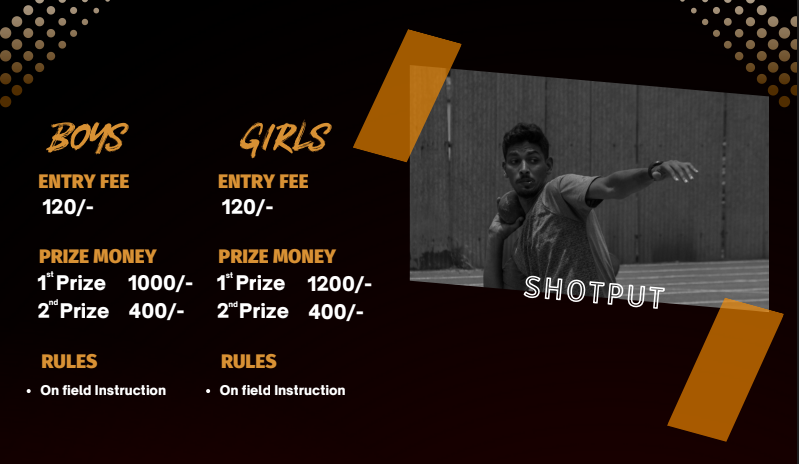 BOYS
ENTRY FEE
120/-
PRIZE MONEY
1st Prize 1000/-
2nd Prize 400/-
RULES
• On field Instruction
GIRLS
ENTRY FEE
120/-
PRIZE MONEY
1st Prize 1200/-
2nd Prize 400/-
RULES
• On field Instruction
SHOTPUT